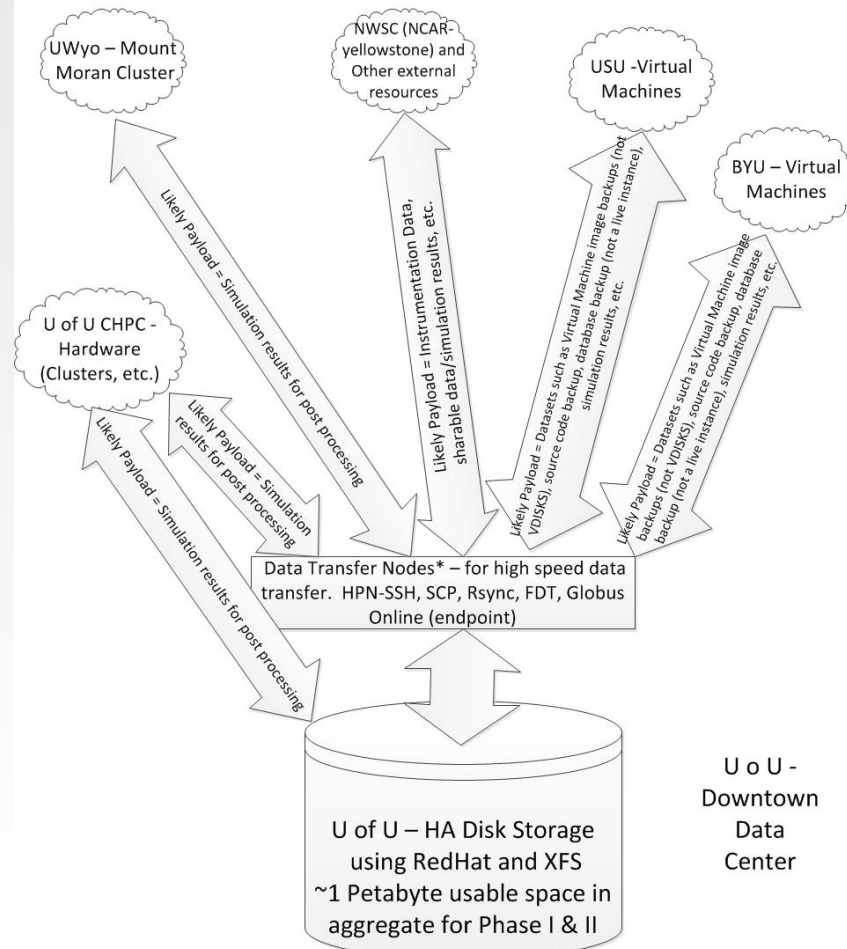 UWyo – Mount
Moran Cluster
NWSC (NCAR-
yellowstone) and
Other external
resources
USU -Virtual
Machines
BYU – Virtual
Machines
U of U CHPC -
Hardware
(Clusters, etc.)
Likely Payload = Simulation results for post processing
Likely Payload = Instrumentation Data,
sharable data/simulation results, etc.
Likely Payload = Datasets such as Virtual Machine image backups (not
VDISKS), source code backup, database backup (not a live instance),
simulation results, etc.
Likely Payload = Datasets such as Virtual Machine image
backups (not VDISKS), source code backup, database
backup (not a live instance), simulation results, etc.
Likely Payload = Simulation
results for post processing
Likely Payload = Simulation results for post processing
Data Transfer Nodes* – for high speed data
transfer. HPN-SSH, SCP, Rsync, FDT, Globus
Online (endpoint)
U of U – HA Disk Storage
using RedHat and XFS
~1 Petabyte usable space in
aggregate for Phase I & II
U o U -
Downtown
Data
Center